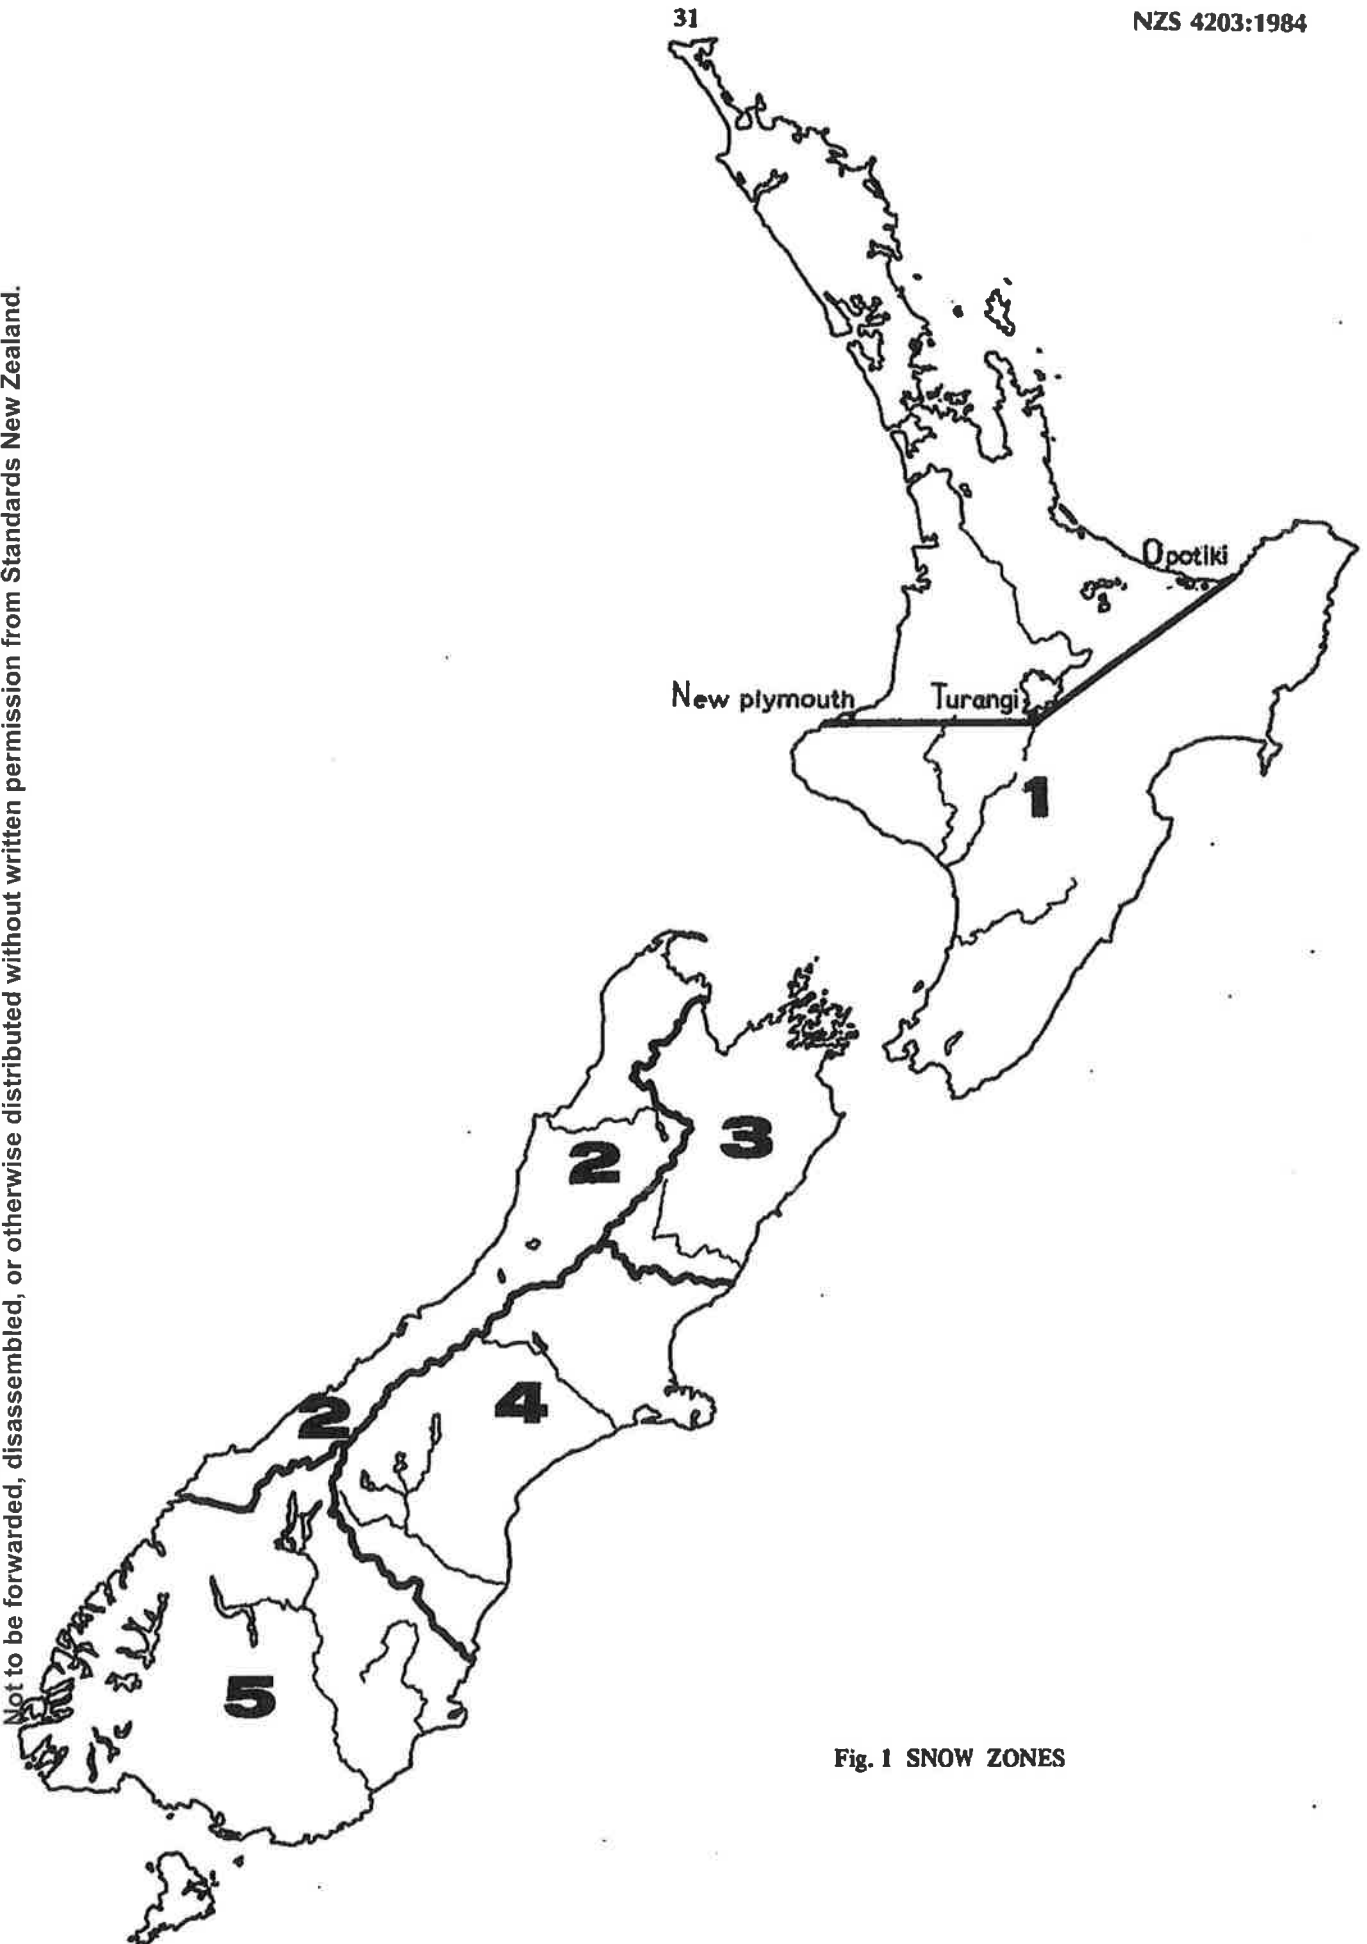 31
NZS 4203:1984
Not to be forwarded, disassembled, or otherwise distributed without written permission from Standards New Zealand.
Opotiki
New plymouth
Turangi
1
3
2
4
2
5
Fig. 1 SNOW ZONES